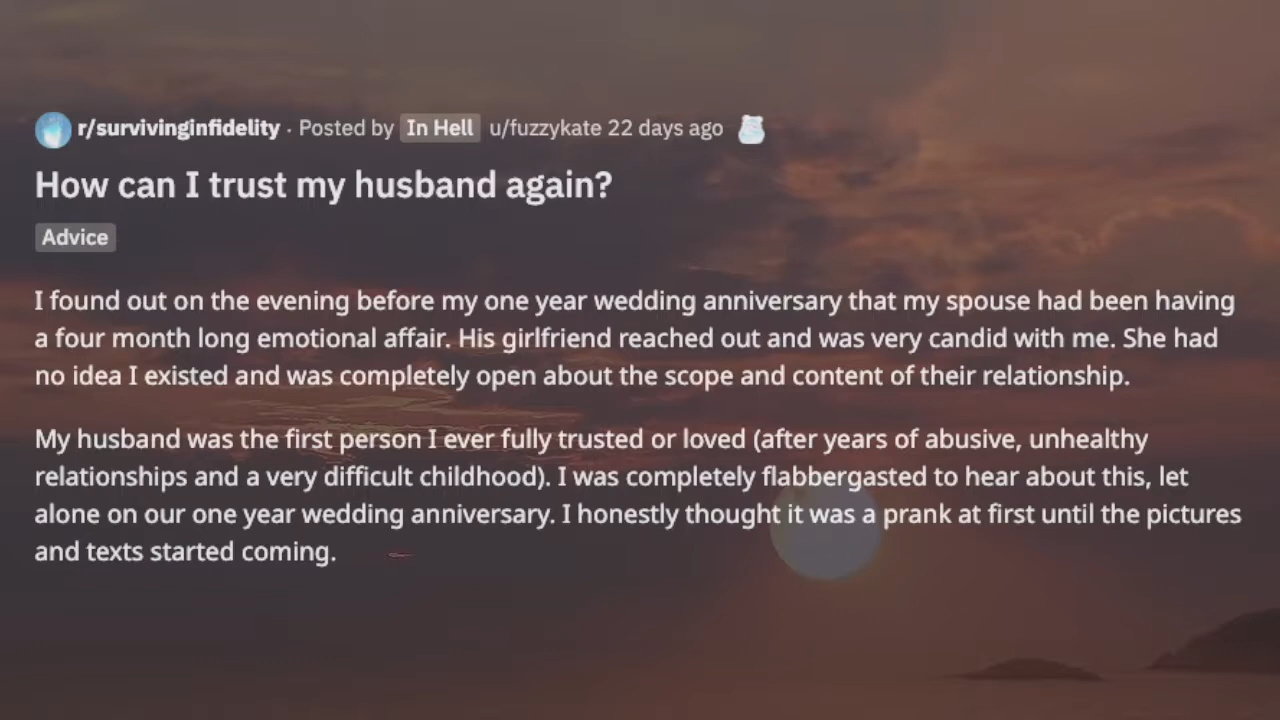 r/survivinginfidelity · Posted by In Hell u/fuzzykate 22 days ago
How can I trust my husband again?
Advice
I found out on the evening before my one year wedding anniversary that my spouse had been having
a four month long emotional affair. His girlfriend reached out and was very candid with me. She had
no idea I existed and was completely open about the scope and content of their relationship.
My husband was the first person I ever fully trusted or loved (after years of abusive, unhealthy
relationships and a very difficult childhood). I was completely flabbergasted to hear about this, let
alone on our one year wedding anniversary. I honestly thought it was a prank at first until the pictures
and texts started coming.